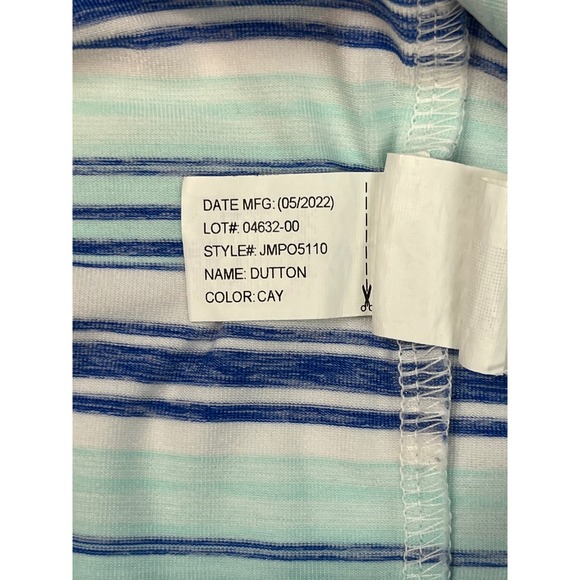 DATE MFG: (05/2022)
LOT#: 04632-00
STYLE#: JMPO5110
NAME: DUTTON
COLOR: CAY